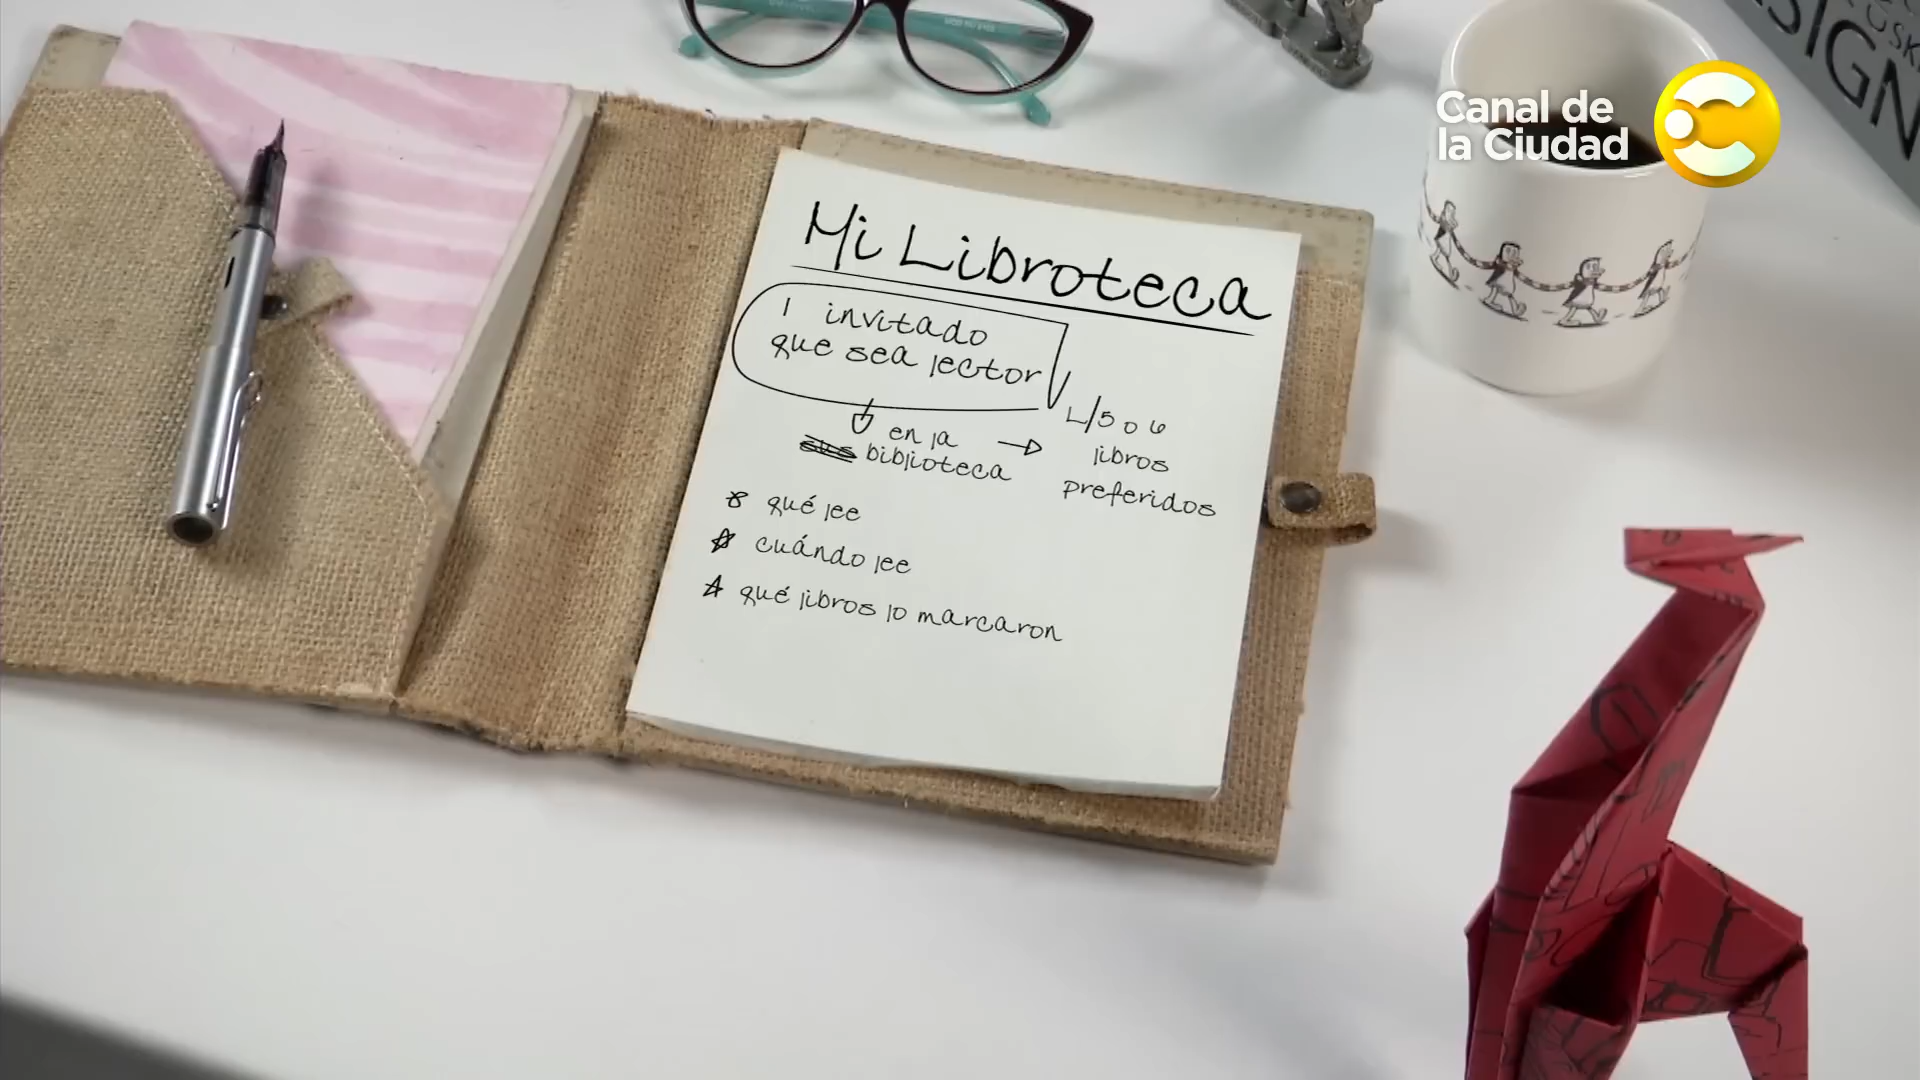 Canal de
la Ciudad
SIGN
Mi Libroteca
1 invitado
que sea lector
en la
biblioteca
4/5 o 6
libros
preferidos
qué lee
cuándo lee
qué libros lo marcaron